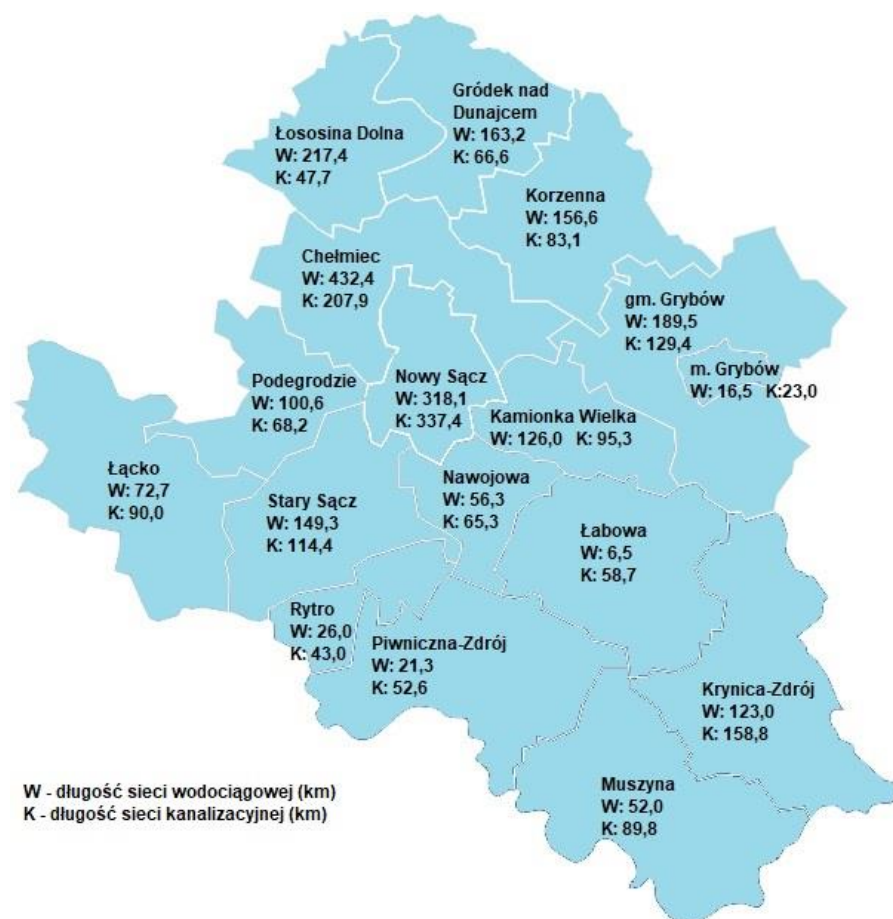 Gródek nad
Dunajcem
W: 163,2
K: 66,6
Łososina Dolna
W: 217,4
K: 47,7
Korzenna
W: 156,6
K: 83,1
Chełmiec
W: 432,4
K: 207,9
gm. Grybów
W: 189,5
K: 129,4
m. Grybów
W: 16,5 K:23,0
Podegrodzie
W: 100,6
K: 68,2
Nowy Sącz
W: 318,1
K: 337,4
Kamionka Wielka
W: 126,0 K: 95,3
Łącko
W: 72,7
K: 90,0
Stary Sącz
W: 149,3
K: 114,4
Nawojowa
W: 56,3
K: 65,3
Łabowa
W: 6,5
K: 58,7
Rytro
W: 26,0
K: 43,0
Piwniczna-Zdrój
W: 21,3
K: 52,6
Krynica-Zdrój
W: 123,0
K: 158,8
Muszyna
W: 52,0
K: 89,8
W - długość sieci wodociągowej (km)
K - długość sieci kanalizacyjnej (km)